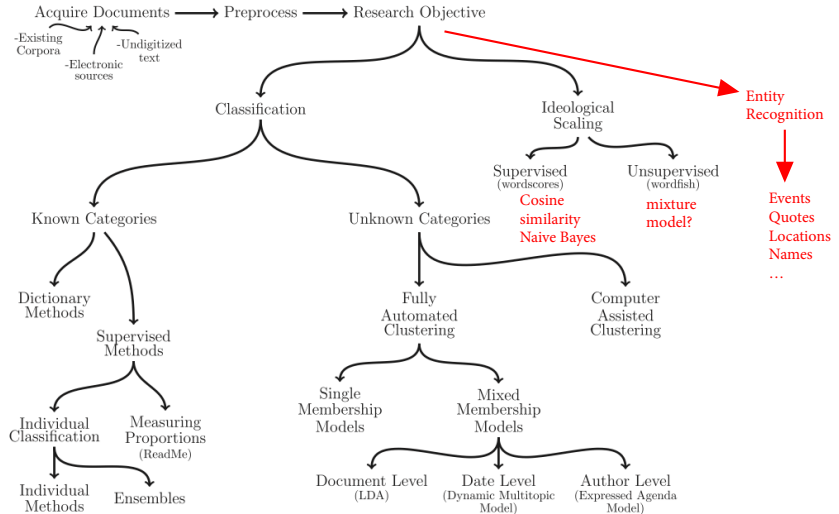 Acquire Documents
Preprocess
Research Objective
-Existing
Corpora
-Electronic
sources
-Undigitized
text
Classification
Ideological
Scaling
Entity
Recognition
Supervised
(wordscores)
Cosine
similarity
Naive Bayes
Unsupervised
(wordfish)
mixture
model?
Events
Quotes
Locations
Names
...
Known Categories
Unknown Categories
Dictionary
Methods
Supervised
Methods
Fully
Automated
Clustering
Computer
Assisted
Clustering
Individual
Classification
Measuring
Proportions
(ReadMe)
Single
Membership
Models
Mixed
Membership
Models
Individual
Methods
Ensembles
Document Level
(LDA)
Date Level
(Dynamic Multitopic
Model)
Author Level
(Expressed Agenda
Model)